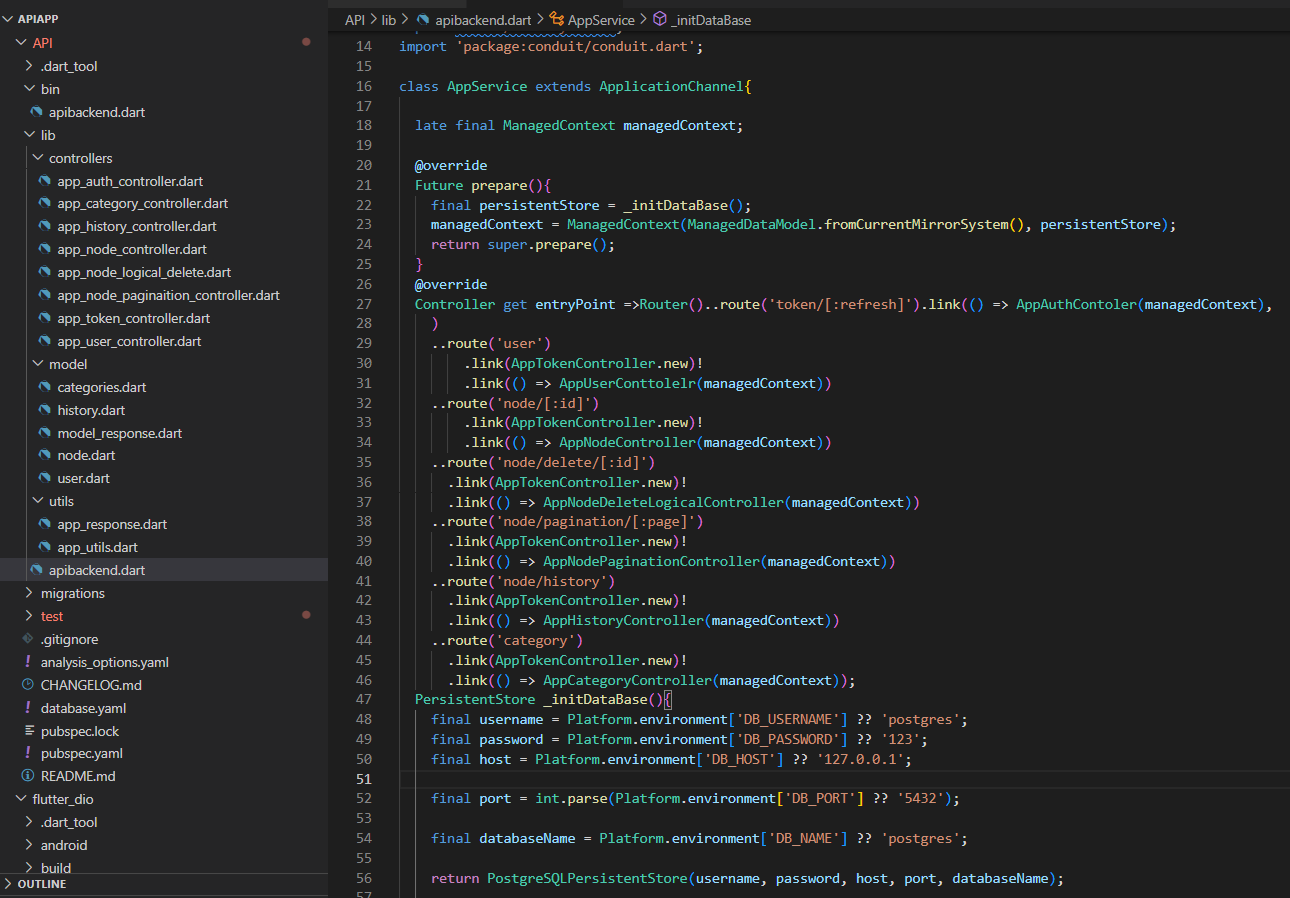 APIAPP
API
.dart_tool
bin
apibackend.dart
lib
controllers
app_auth_controller.dart
app_category_controller.dart
app_history_controller.dart
app_node_controller.dart
app_node_logical_delete.dart
app_node_paginaition_controller.dart
app_token_controller.dart
app_user_controller.dart
model
categories.dart
history.dart
model_response.dart
node.dart
user.dart
utils
app_response.dart
app_utils.dart
apibackend.dart
migrations
test
.gitignore
analysis_options.yaml
CHANGELOG.md
database.yaml
pubspec.lock
pubspec.yaml
README.md
flutter_dio
.dart_tool
android
build
OUTLINE
API > lib > apibackend.dart > AppService > _initDataBase
14 import 'package:conduit/conduit.dart';
15
16 class AppService extends ApplicationChannel{
17
18 late final ManagedContext managedContext;
19
20 @override
21 Future prepare(){
22 final persistentStore = _initDataBase();
23 managedContext = ManagedContext(ManagedDataModel.fromCurrentMirrorSystem(), persistentStore);
24 return super.prepare();
25 }
26 @override
27 Controller get entryPoint =>Router()..route('token/[:refresh]').link(() => AppAuthContoler(managedContext),
28 )
29 ..route('user')
30 .link(AppTokenController.new)!
31 .link(() => AppUserConttolelr(managedContext))
32 ..route('node/[:id]')
33 .link(AppTokenController.new)!
34 .link(() => AppNodeController(managedContext))
35 ..route('node/delete/[:id]')
36 .link(AppTokenController.new)!
37 .link(() => AppNodeDeleteLogicalController(managedContext))
38 ..route('node/pagination/[:page]')
39 .link(AppTokenController.new)!
40 .link(() => AppNodePaginationController(managedContext))
41 ..route('node/history')
42 .link(AppTokenController.new)!
43 .link(() => AppHistoryController(managedContext))
44 ..route('category')
45 .link(AppTokenController.new)!
46 .link(() => AppCategoryController(managedContext));
47 PersistentStore _initDataBase(){
48 final username = Platform.environment['DB_USERNAME'] ?? 'postgres';
49 final password = Platform.environment['DB_PASSWORD'] ?? '123';
50 final host = Platform.environment['DB_HOST'] ?? '127.0.0.1';
51
52 final port = int.parse(Platform.environment['DB_PORT'] ?? '5432');
53
54 final databaseName = Platform.environment['DB_NAME'] ?? 'postgres';
55
56 return PostgreSQLPersistentStore(username, password, host, port, databaseName);
57